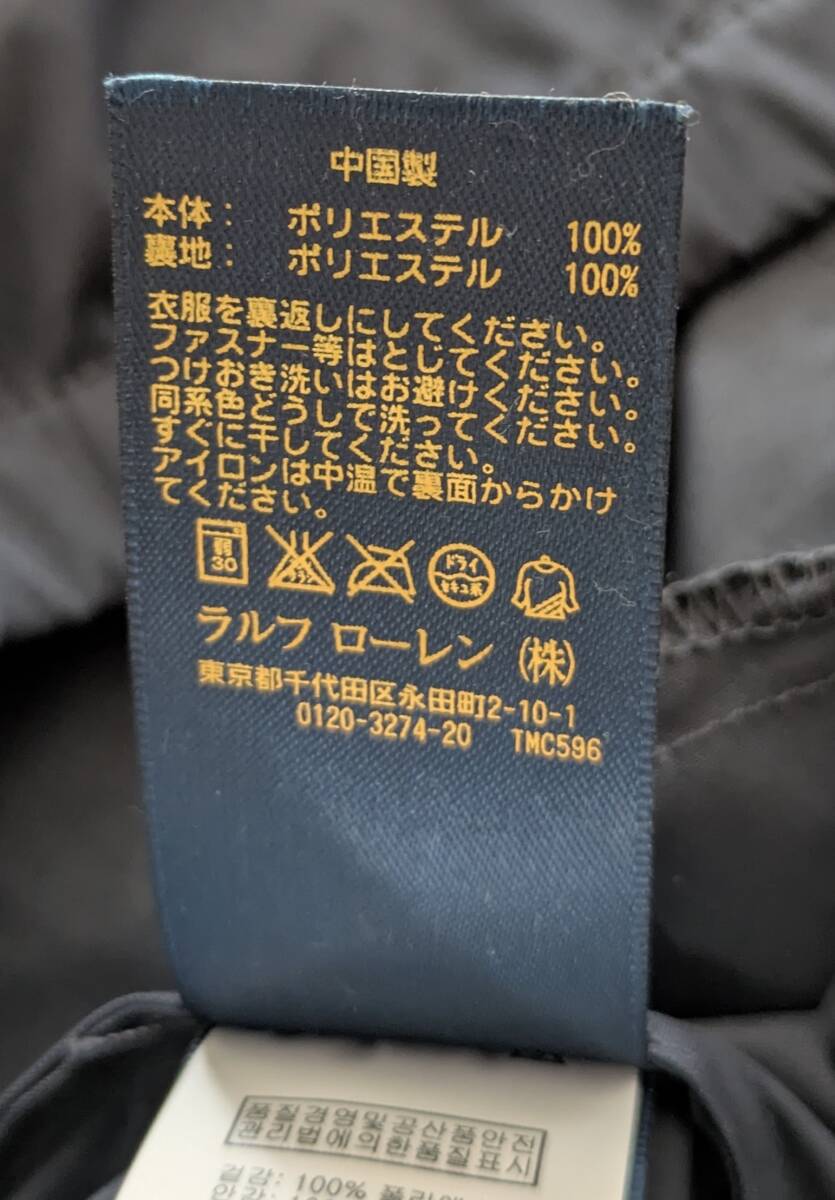 中国製
本体: ポリエステル 100%
裏地: ポリエステル 100%
衣服を裏返しにしてください。
ファスナー等はとじてください。
つけおき洗いはお避けください。
同系色どうしで洗ってください。
すぐに干してください。
アイロンは中温で裏面からかけ
てください。
弱 30 エンソ サラシ ドライ セキユ系
ラルフ ローレン (株)
東京都千代田区永田町2-10-1
0120-3274-20 TMC596
품질경영및공산품안전
관리법에의한품질표시
겉감: 100%
안감: